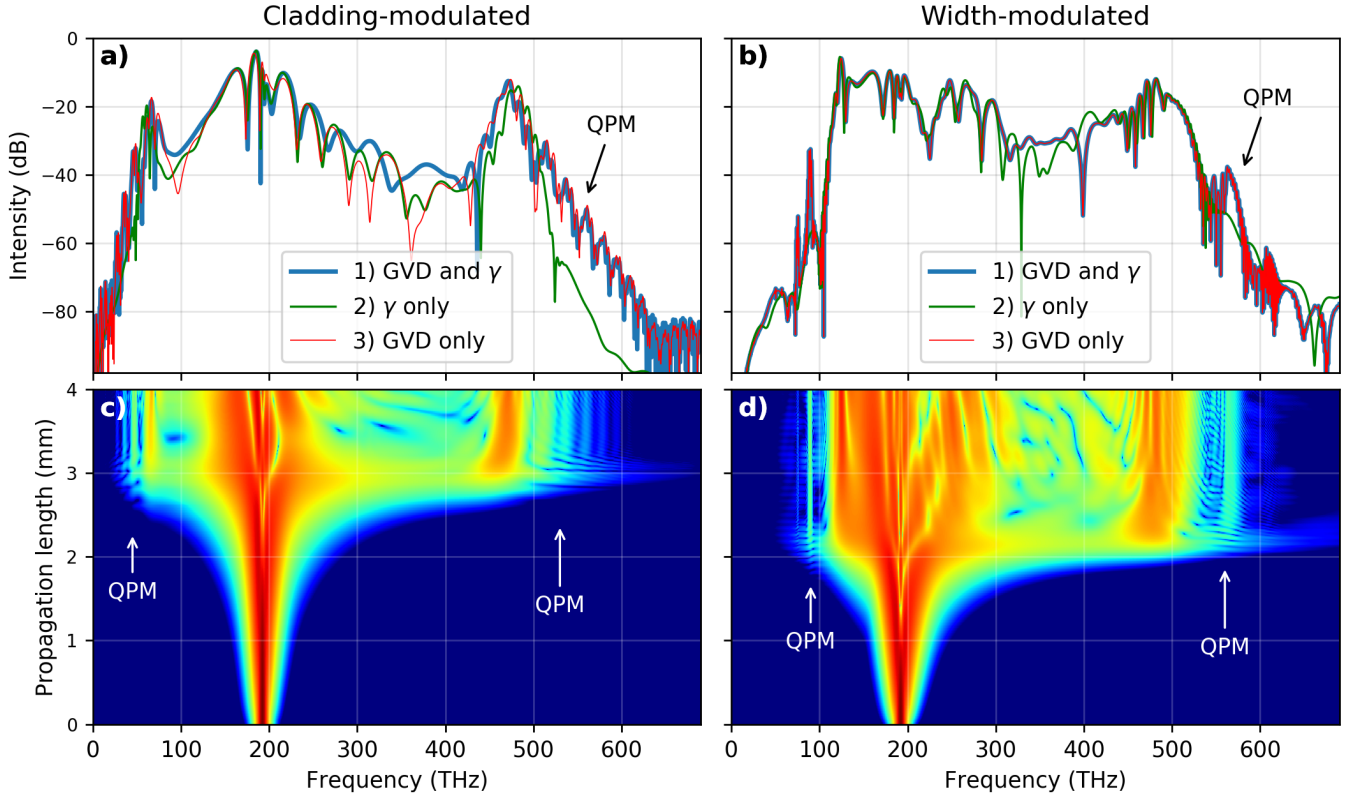 Cladding-modulated
Width-modulated
Intensity (dB)
0
−20
−40
−60
−80
a)
QPM
1) GVD and γ
2) γ only
3) GVD only
b)
QPM
1) GVD and γ
2) γ only
3) GVD only
Propagation length (mm)
4
3
2
1
0
c)
QPM
QPM
d)
QPM
QPM
0 100 200 300 400 500 600
0 100 200 300 400 500 600
Frequency (THz)
Frequency (THz)